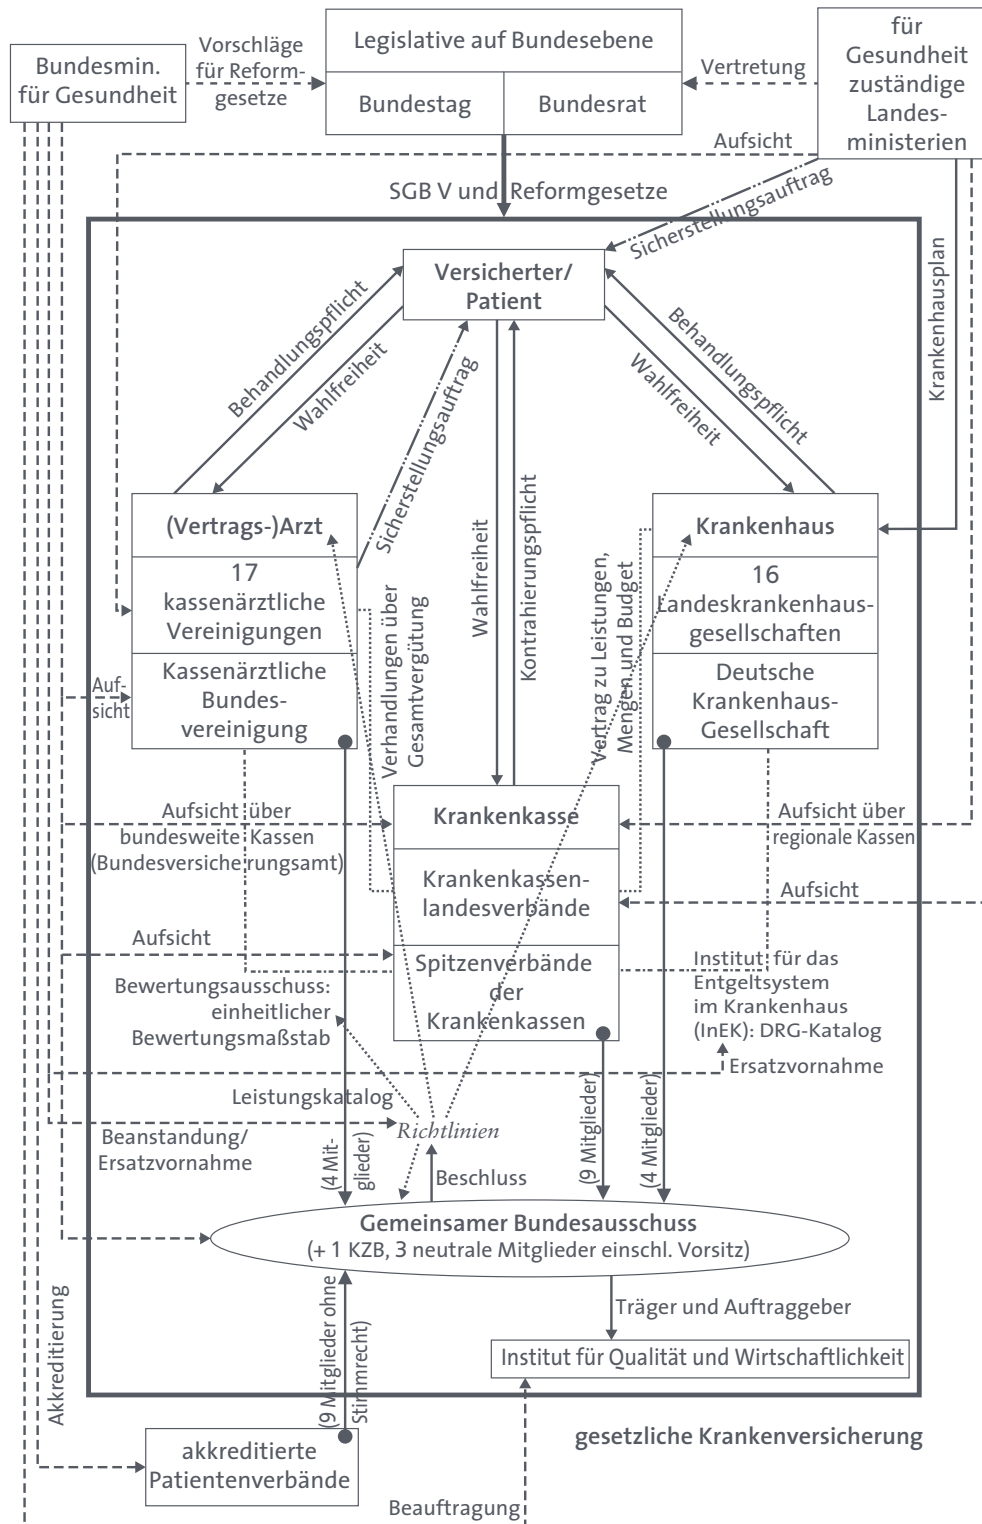 Bundesmin.
für Gesundheit
Vorschläge
für Reform-
gesetze
Legislative auf Bundesebene
Bundestag
Bundesrat
Vertretung
für
Gesundheit
zuständige
Landes-
ministerien
Aufsicht
SGB V und Reformgesetze
Sicherstellungsauftrag
Krankenhausplan
Versicherter/
Patient
Behandlungspflicht
Wahlfreiheit
Sicherstellungsauftrag
Wahlfreiheit
Kontrahierungspflicht
Wahlfreiheit
Behandlungspflicht
(Vertrags-)Arzt
17
kassenärztliche
Vereinigungen
Kassenärztliche
Bundes-
vereinigung
Auf-
sicht
Verhandlungen über
Gesamtvergütung
Vertrag zu Leistungen,
Mengen und Budget
Krankenhaus
16
Landeskrankenhaus-
gesellschaften
Deutsche
Krankenhaus-
Gesellschaft
Krankenkasse
Krankenkassen-
landesverbände
Spitzenverbände
der
Krankenkassen
Aufsicht über
bundesweite Kassen
(Bundesversicherungsamt)
Aufsicht über
regionale Kassen
Aufsicht
Aufsicht
Bewertungsausschuss:
einheitlicher
Bewertungsmaßstab
Institut für das
Entgeltsystem
im Krankenhaus
(InEK): DRG-Katalog
Ersatzvornahme
Leistungskatalog
Richtlinien
Beanstandung/
Ersatzvornahme
(4 Mit-
glieder)
Beschluss
(9 Mitglieder)
(4 Mitglieder)
Gemeinsamer Bundesausschuss
(+ 1 KZB, 3 neutrale Mitglieder einschl. Vorsitz)
Träger und Auftraggeber
Institut für Qualität und Wirtschaftlichkeit
Akkreditierung
(9 Mitglieder ohne
Stimmrecht)
gesetzliche Krankenversicherung
akkreditierte
Patientenverbände
Beauftragung